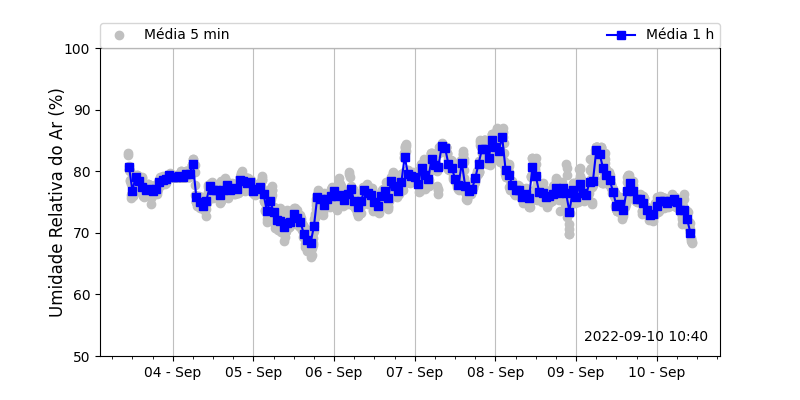 Média 5 min
Média 1 h
100
90
80
70
60
50
Umidade Relativa do Ar (%)
2022-09-10 10:40
04 - Sep
05 - Sep
06 - Sep
07 - Sep
08 - Sep
09 - Sep
10 - Sep